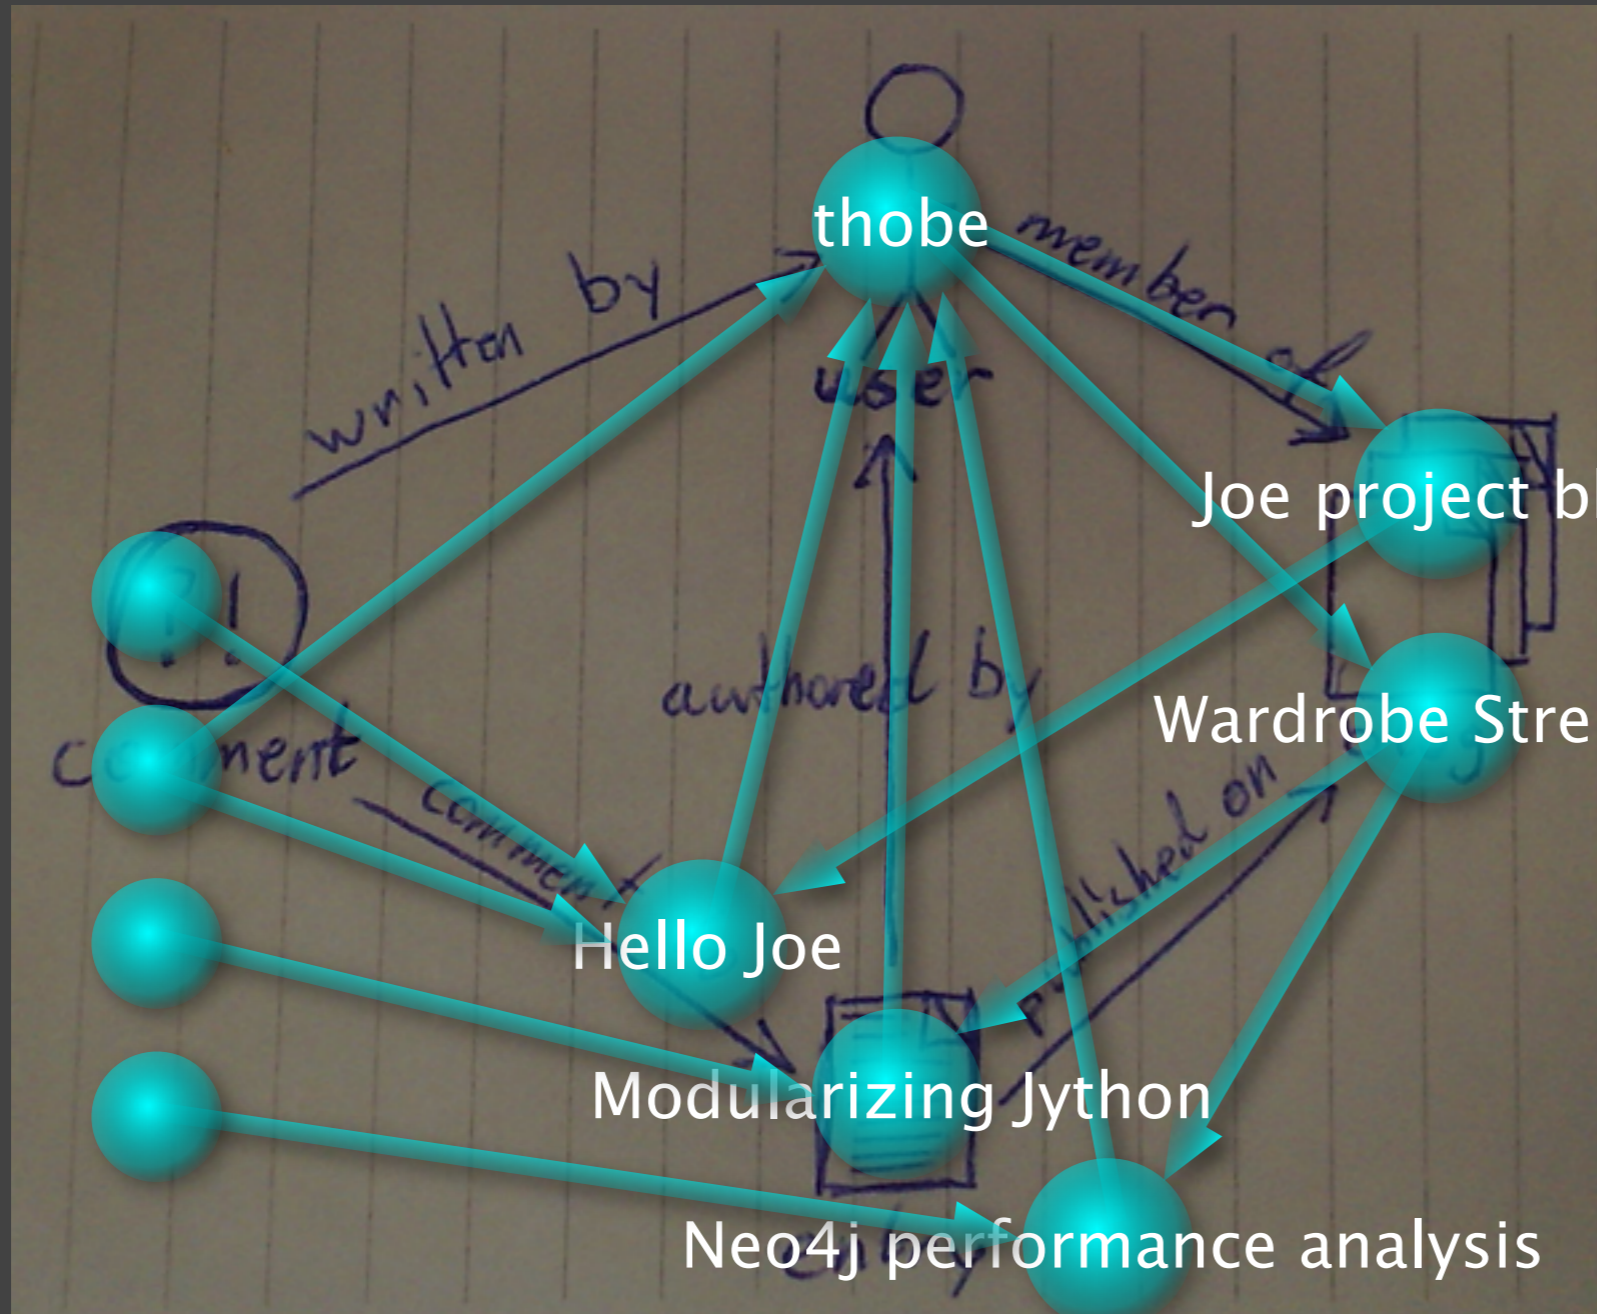 thobe
member of
written by
user
Joe project bl
?!
authored by
Wardrobe Stre
comment
comment
published on
Hello Joe
Modularizing Jython
Neo4j performance analysis